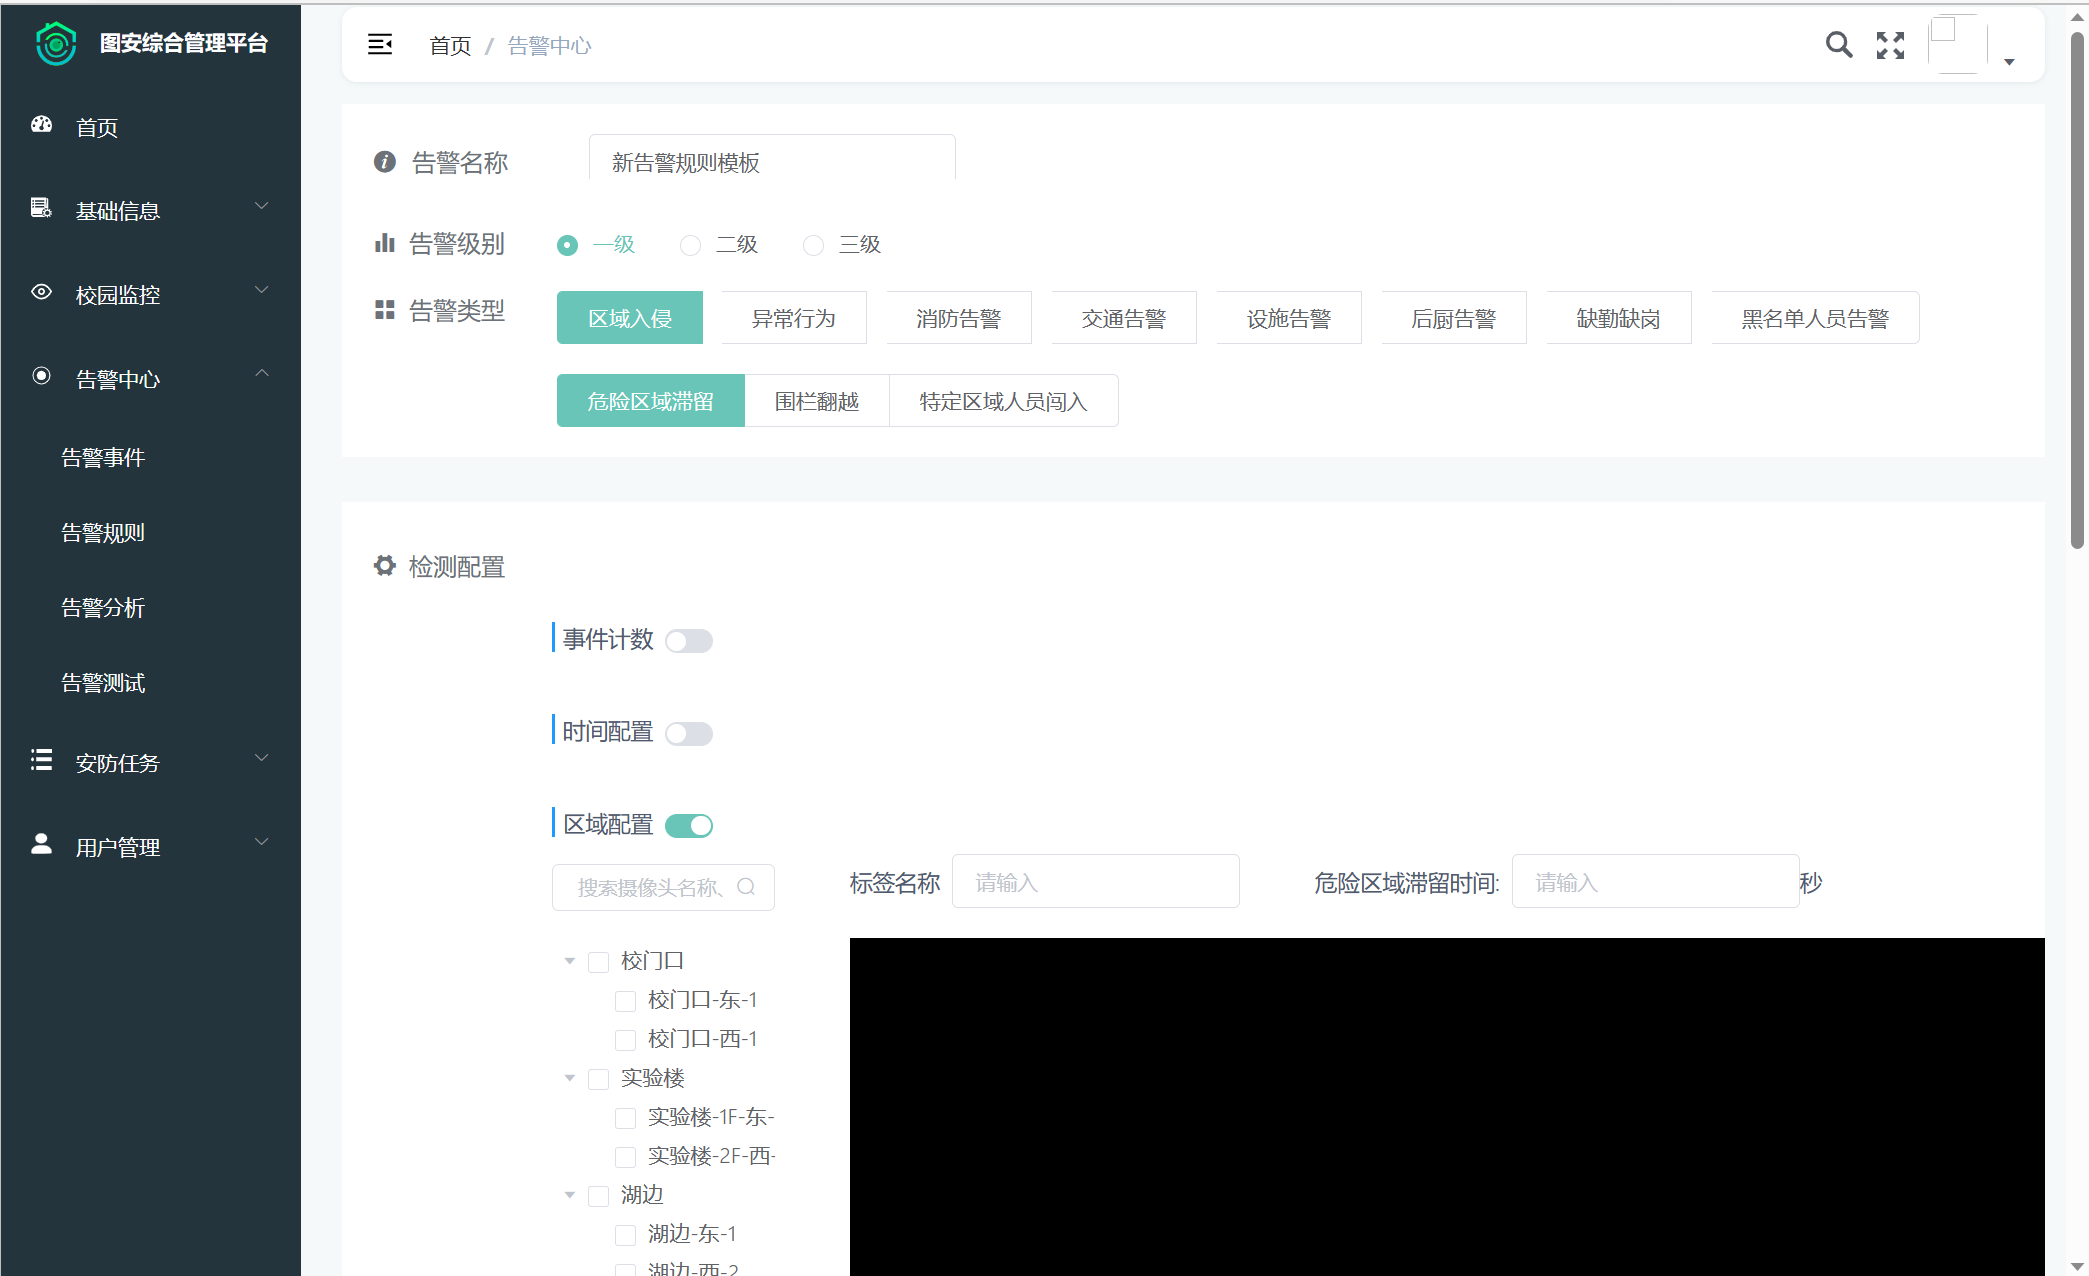 图安综合管理平台
首页 / 告警中心
首页
基础信息
校园监控
告警中心
告警事件
告警规则
告警分析
告警测试
安防任务
用户管理
告警名称 新告警规则模板
告警级别 一级 二级 三级
告警类型 区域入侵 异常行为 消防告警 交通告警 设施告警 后厨告警 缺勤缺岗 黑名单人员告警
危险区域滞留 围栏翻越 特定区域人员闯入
检测配置
事件计数
时间配置
区域配置
搜索摄像头名称、 标签名称 请输入 危险区域滞留时间: 请输入 秒
校门口
校门口-东-1
校门口-西-1
实验楼
实验楼-1F-东-
实验楼-2F-西-
湖边
湖边-东-1
湖边-西-2